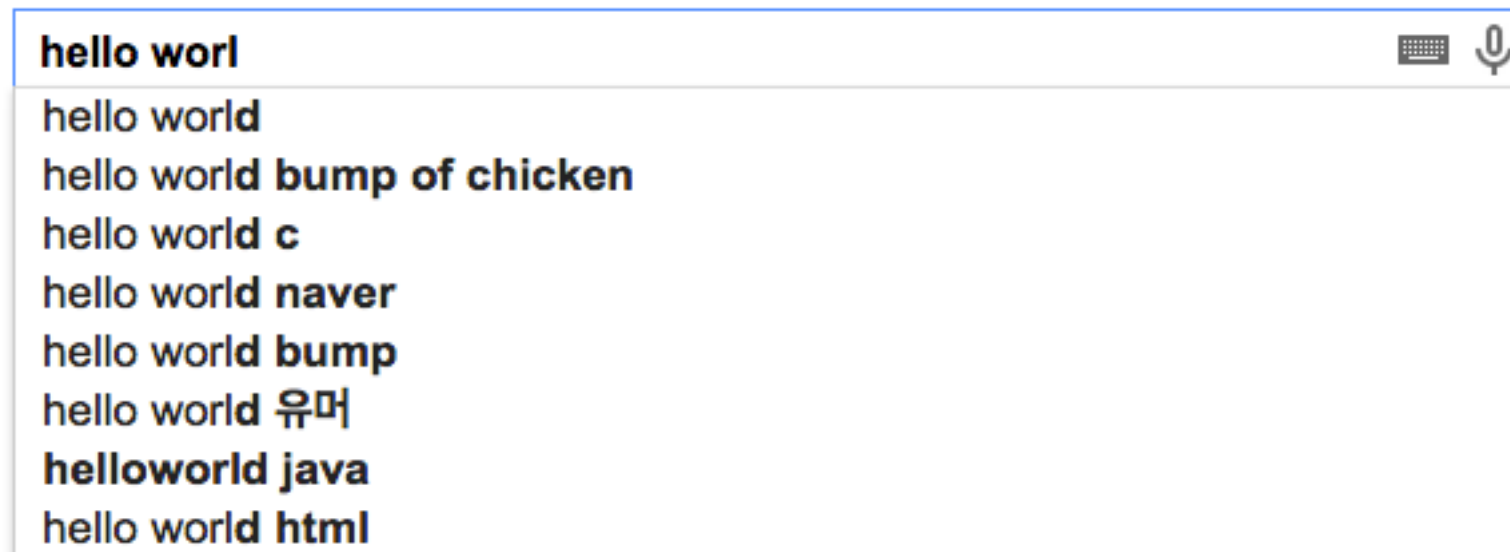 hello worl
hello world
hello world bump of chicken
hello world c
hello world naver
hello world bump
hello world 유머
helloworld java
hello world html